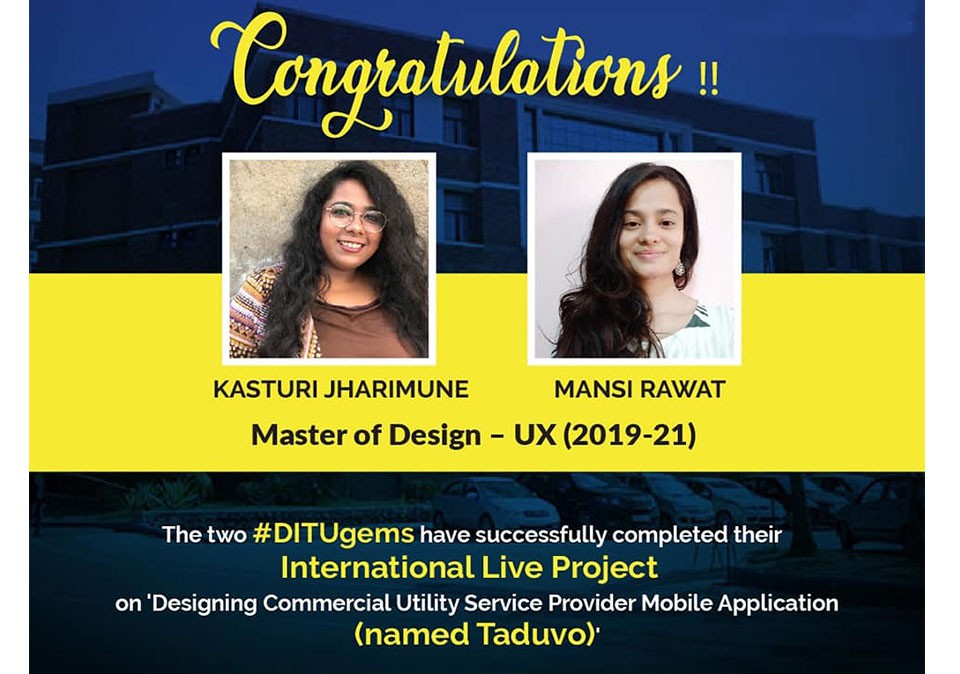 Congratulations !!
KASTURI JHARIMUNE
MANSI RAWAT
Master of Design – UX (2019-21)
The two #DITUgems have successfully completed their
International Live Project
on 'Designing Commercial Utility Service Provider Mobile Application
(named Taduvo)'